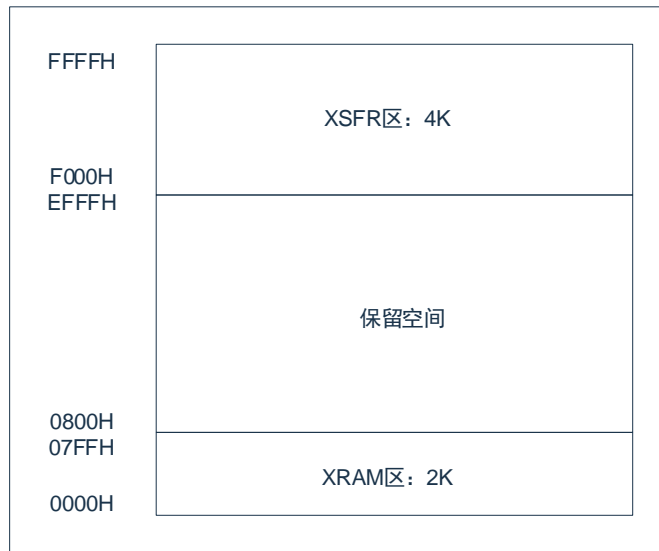 FFFFH
XSFR区：4K
F000H
EFFFH
保留空间
0800H
07FFH
XRAM区：2K
0000H